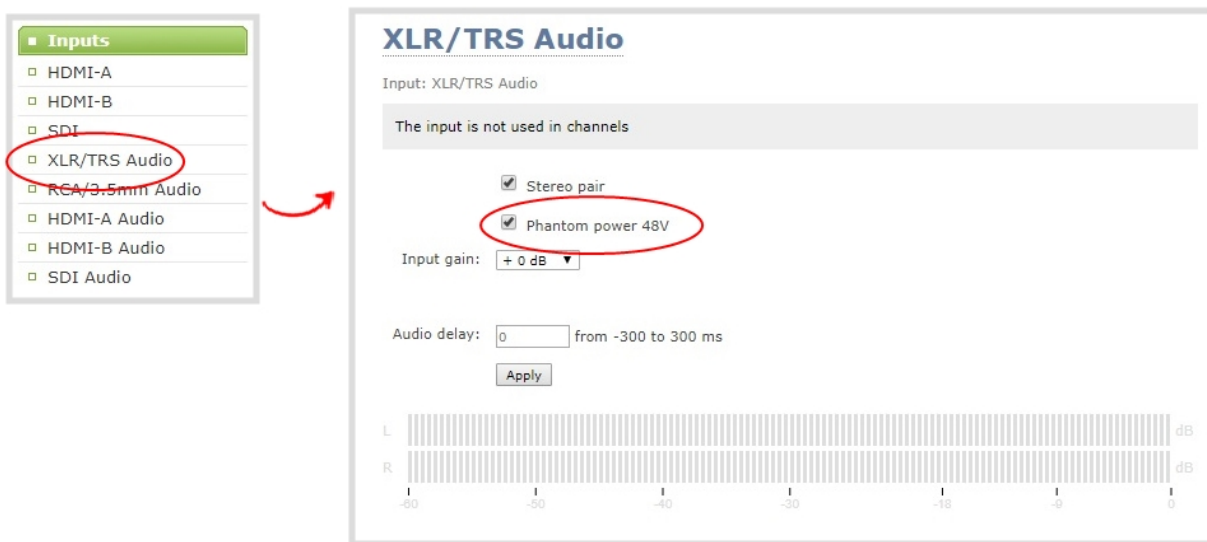 Inputs
HDMI-A
HDMI-B
SDI
XLR/TRS Audio
RCA/3.5mm Audio
HDMI-A Audio
HDMI-B Audio
SDI Audio
XLR/TRS Audio
Input: XLR/TRS Audio
The input is not used in channels
Stereo pair
Phantom power 48V
Input gain: + 0 dB
Audio delay: 0 from -300 to 300 ms
Apply
L dB
R dB
-60 -50 -40 -30 -18 -9 0